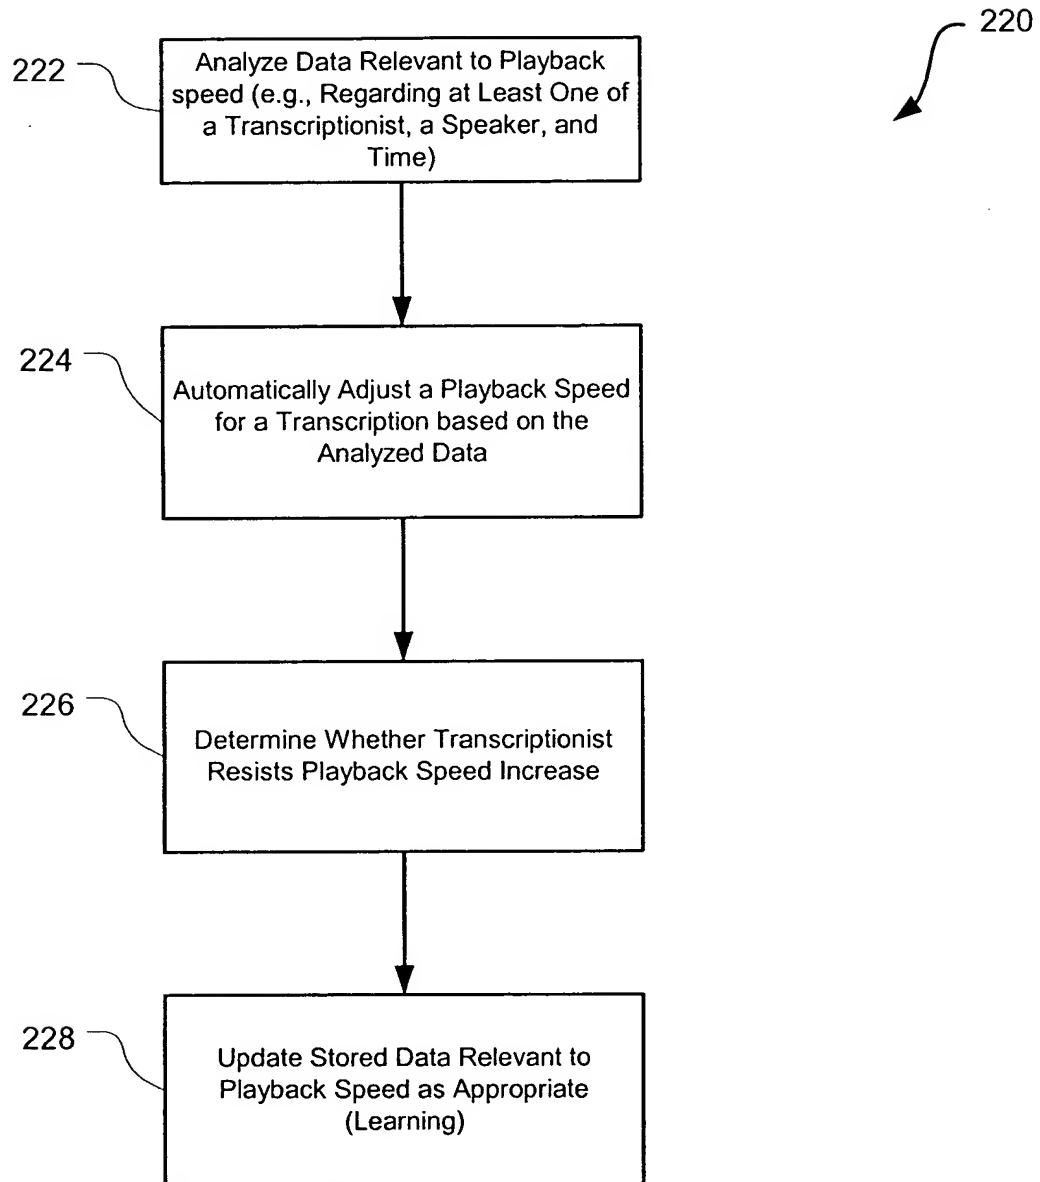 220
222
Analyze Data Relevant to Playback
speed (e.g., Regarding at Least One of
a Transcriptionist, a Speaker, and
Time)
224
Automatically Adjust a Playback Speed
for a Transcription based on the
Analyzed Data
226
Determine Whether Transcriptionist
Resists Playback Speed Increase
228
Update Stored Data Relevant to
Playback Speed as Appropriate
(Learning)